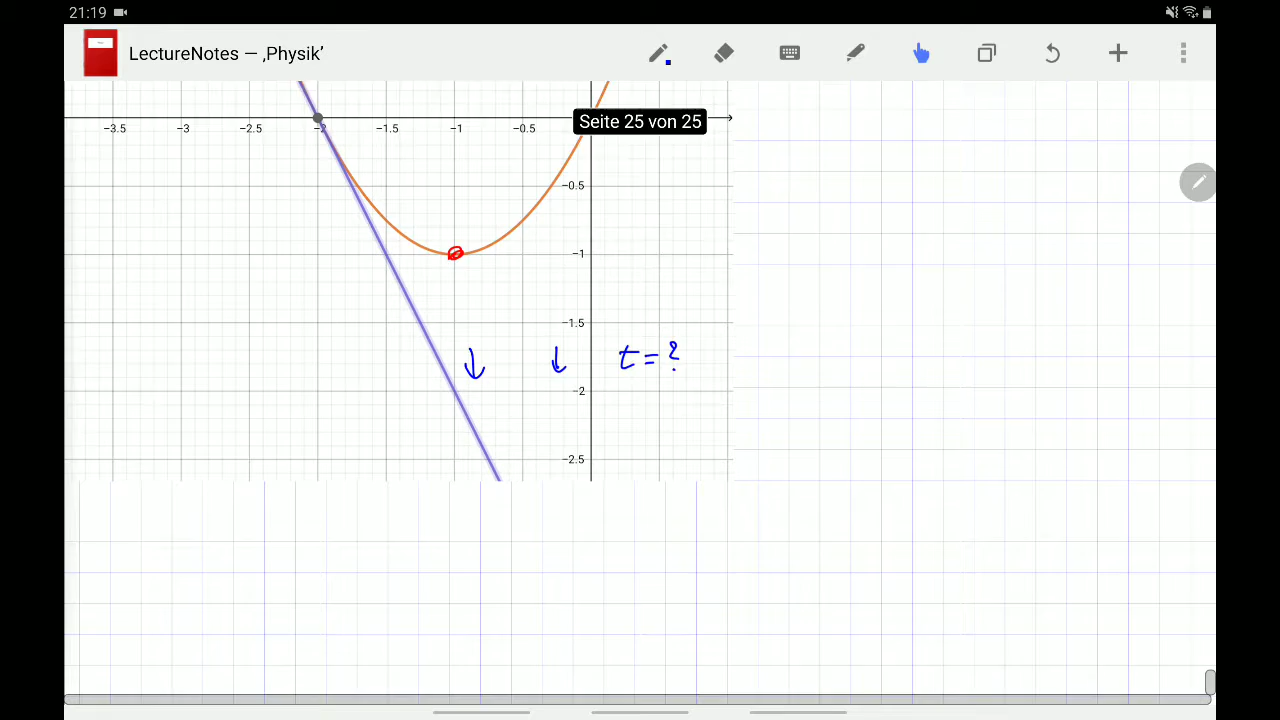 21:19
LectureNotes — ‚Physik‘
Seite 25 von 25
−3.5 −3 −2.5 −2 −1.5 −1 −0.5
−0.5
−1
−1.5
↓ ↓ t = ?
−2
−2.5